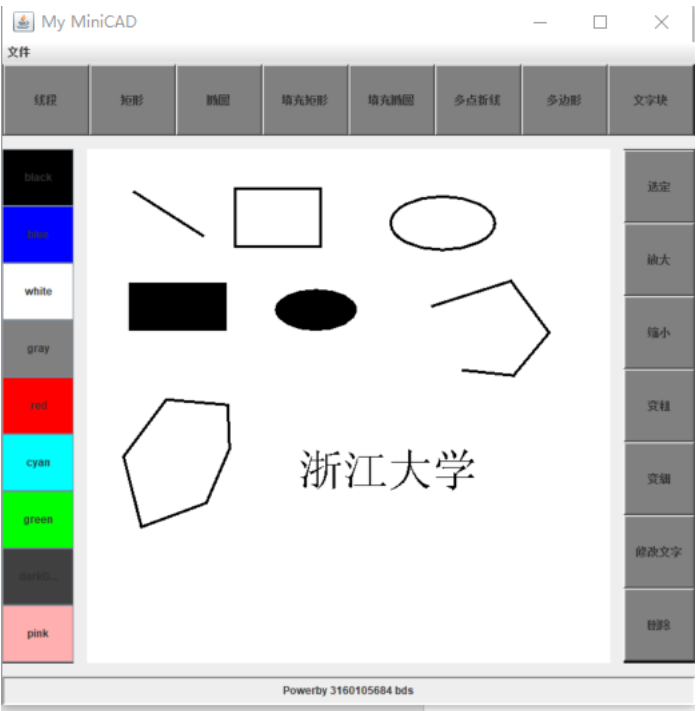 My MiniCAD
文件
线段 矩形 椭圆 填充矩形 填充椭圆 多点折线 多边形 文字块
black
blue
white
gray
red
cyan
green
darkG...
pink
浙江大学
选定
放大
缩小
变粗
变细
修改文字
删除
Powerby 3160105684 bds